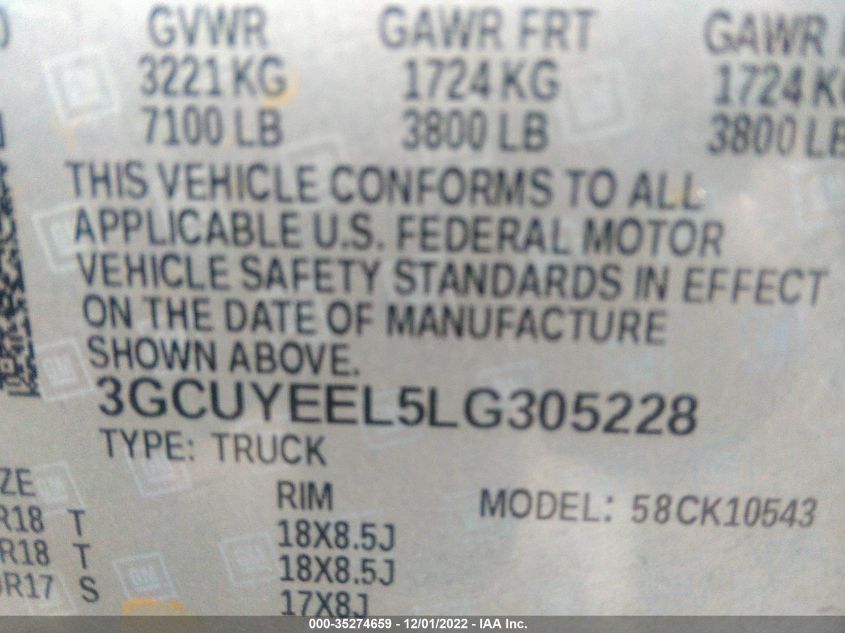 GVWR GAWR FRT GAWR
3221 KG 1724 KG 1724 KG
7100 LB 3800 LB 3800 LB
THIS VEHICLE CONFORMS TO ALL
APPLICABLE U.S. FEDERAL MOTOR
VEHICLE SAFETY STANDARDS IN EFFECT
ON THE DATE OF MANUFACTURE
SHOWN ABOVE.
3GCUYEEL5LG305228
TYPE: TRUCK
ZE RIM MODEL: 58CK10543
R18 T 18X8.5J
R18 T 18X8.5J
R17 S 17X8J
000-35274659 - 12/01/2022 - IAA Inc.